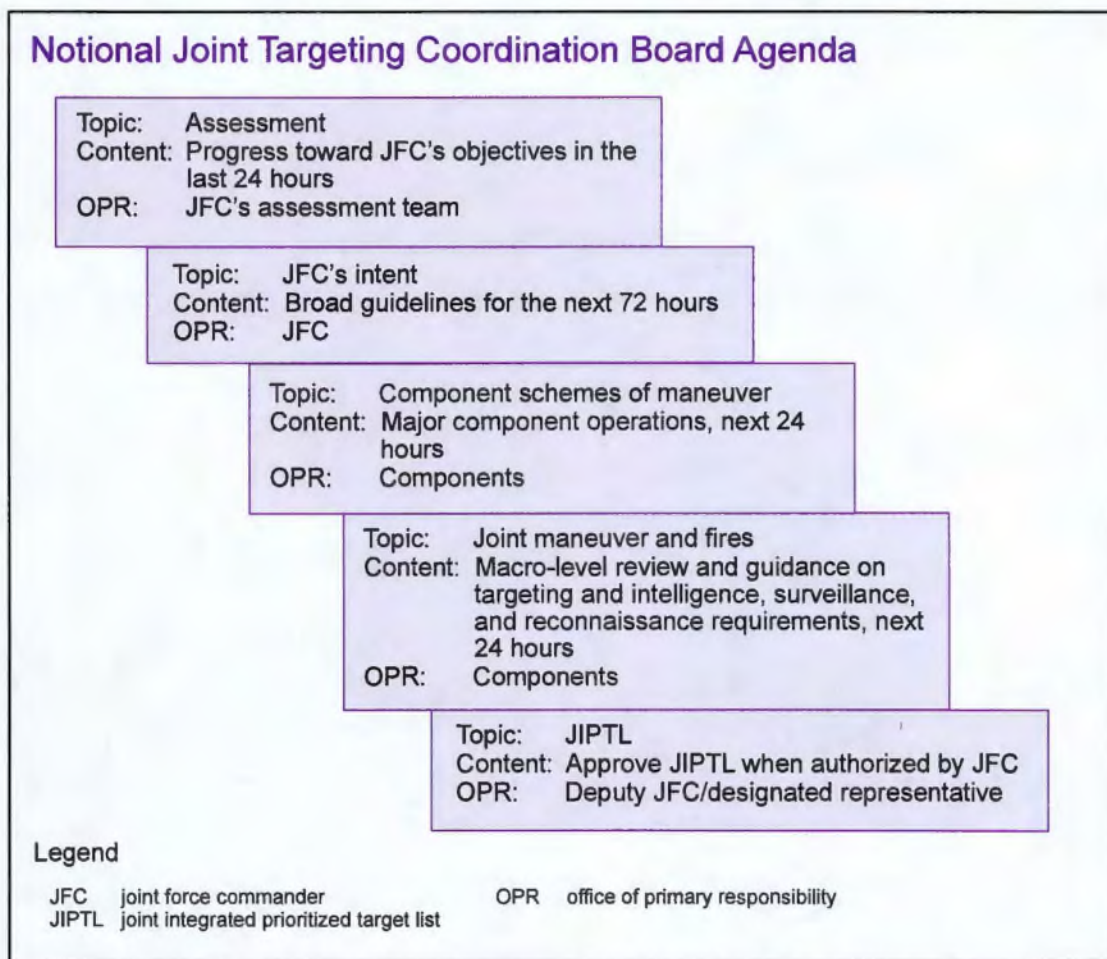 Notional Joint Targeting Coordination Board Agenda
Topic: Assessment
Content: Progress toward JFC's objectives in the
last 24 hours
OPR: JFC's assessment team
Topic: JFC's intent
Content: Broad guidelines for the next 72 hours
OPR: JFC
Topic: Component schemes of maneuver
Content: Major component operations, next 24
hours
OPR: Components
Topic: Joint maneuver and fires
Content: Macro-level review and guidance on
targeting and intelligence, surveillance,
and reconnaissance requirements, next
24 hours
OPR: Components
Topic: JIPTL
Content: Approve JIPTL when authorized by JFC
OPR: Deputy JFC/designated representative
Legend
JFC joint force commander
JIPTL joint integrated prioritized target list
OPR office of primary responsibility